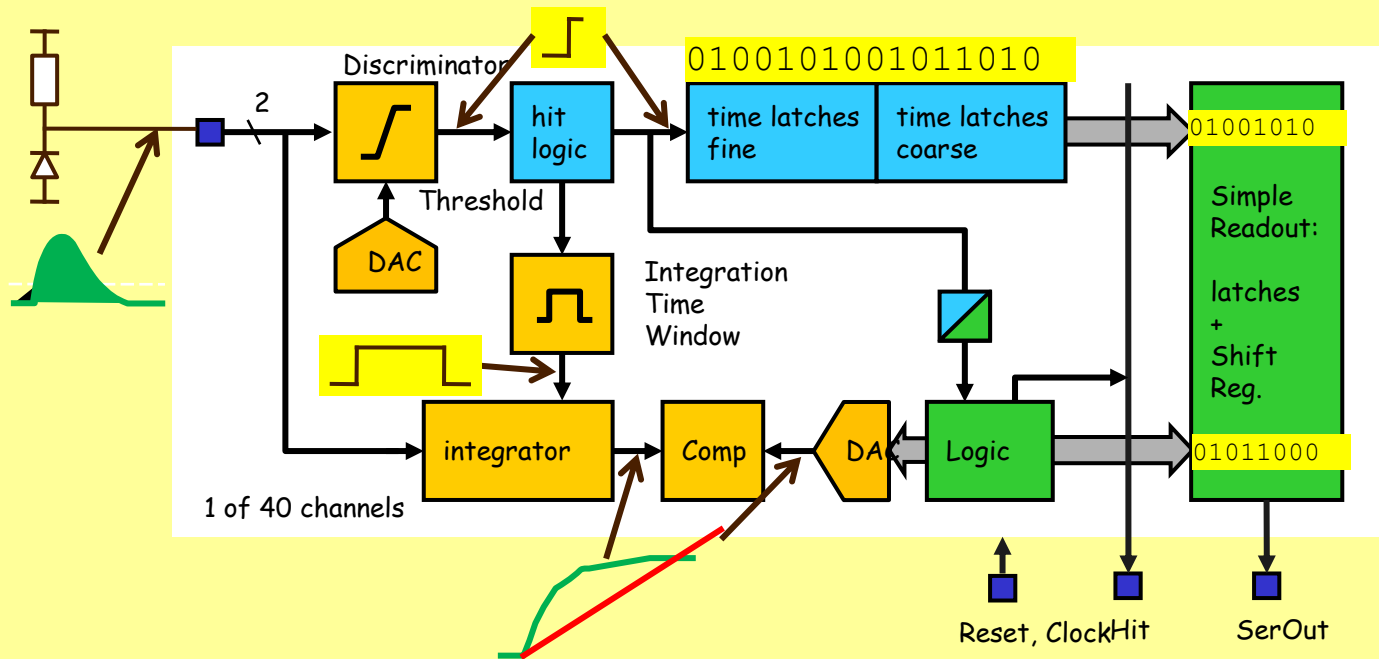 Discriminator
0100101001011010
2
hit
logic
time latches
fine
time latches
coarse
01001010
Threshold
DAC
Simple
Readout:
latches
+
Shift
Reg.
Integration
Time
Window
integrator
Comp
DAC
Logic
01011000
1 of 40 channels
Reset, Clock
Hit
SerOut